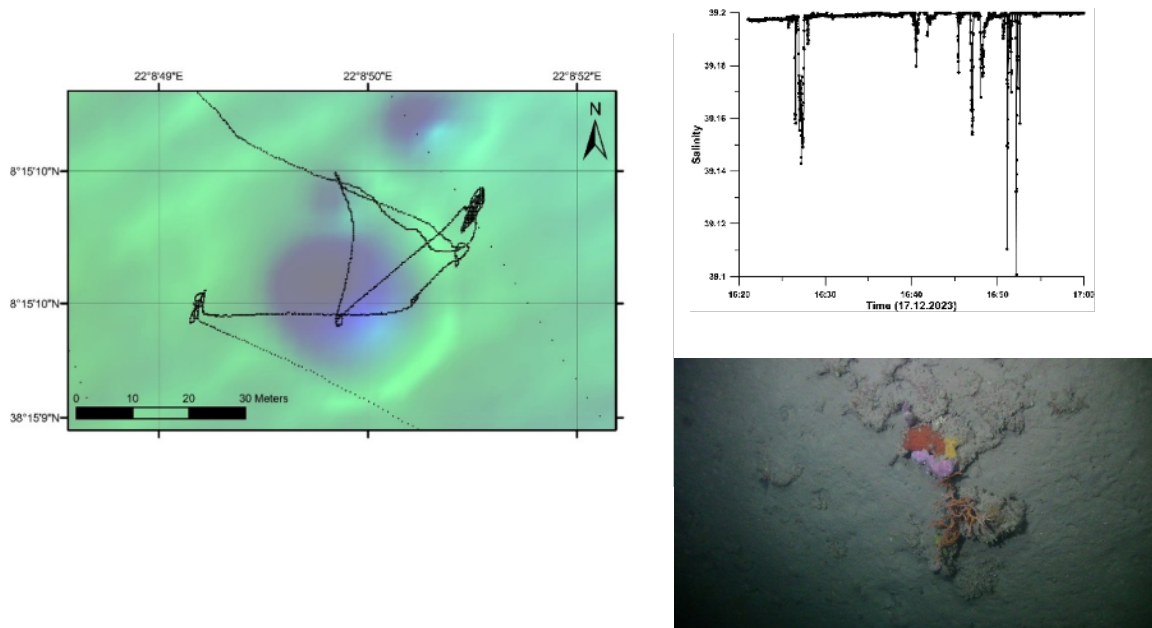 22°8'49"E 22°8'50"E 22°8'52"E
N
8°15'10"N
8°15'10"N
38°15'9"N
0 10 20 30 Meters
39.2
39.18
39.16
39.14
39.12
39.1
Salinity
16:20 16:30 16:40 16:50 17:00
Time (17.12.2023)